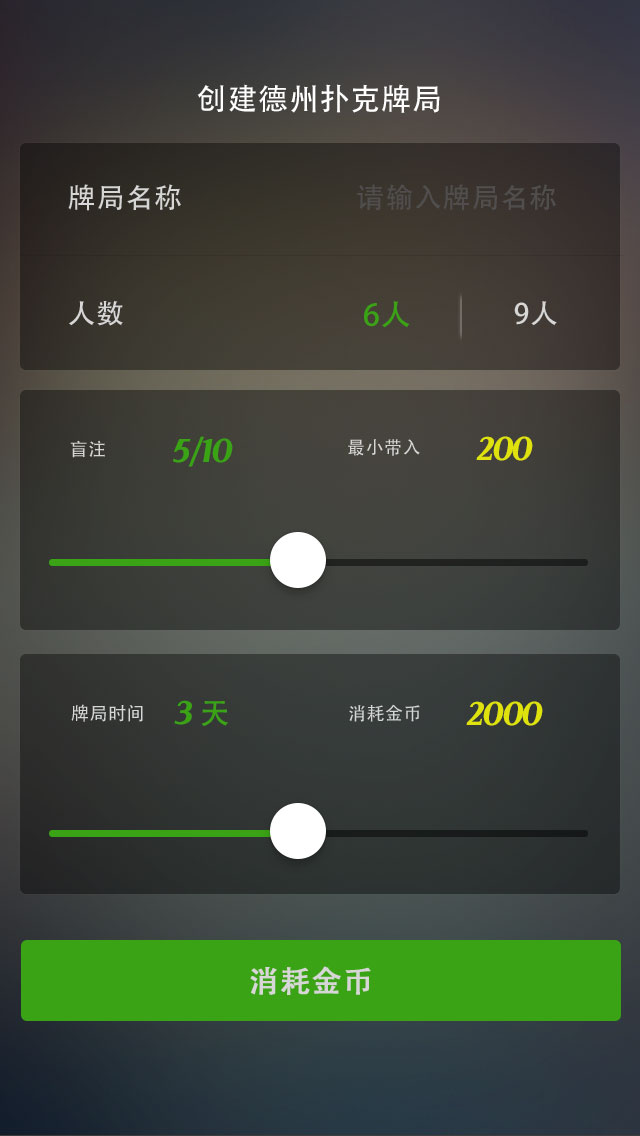 创建德州扑克牌局
牌局名称 请输入牌局名称
人数 6人 9人
盲注 5/10 最小带入 200
牌局时间 3 天 消耗金币 2000
消耗金币